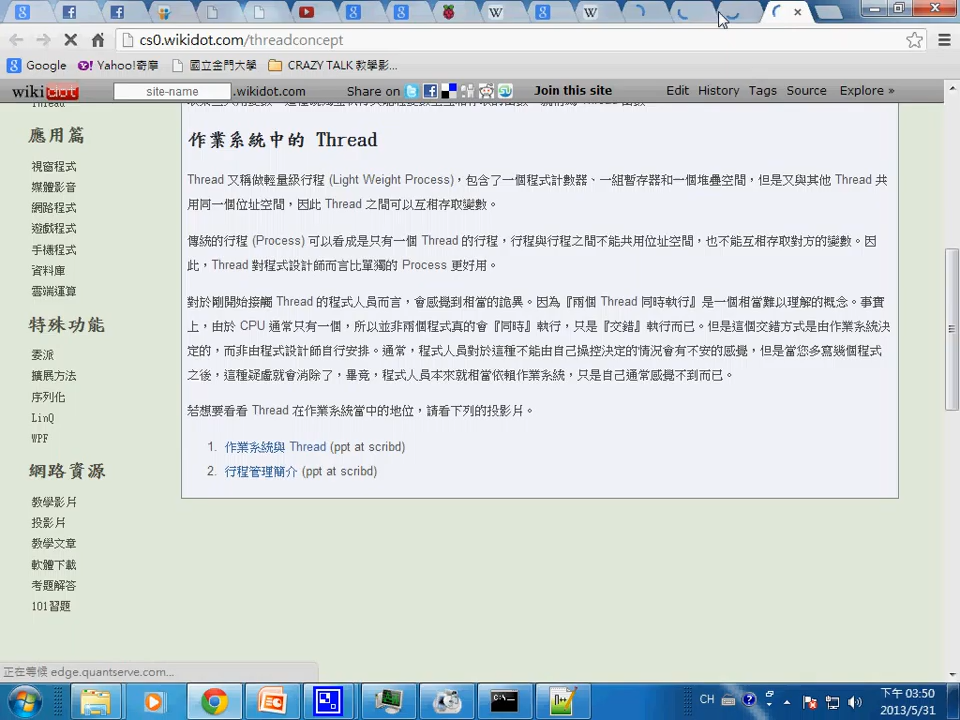 cs0.wikidot.com/threadconcept
Google Yahoo!奇摩 國立金門大學 CRAZY TALK 教學影...
wikidot site-name .wikidot.com Share on Join this site Edit History Tags Source Explore »
Thread
應用篇
視窗程式
媒體影音
網路程式
遊戲程式
手機程式
資料庫
雲端運算
特殊功能
委派
擴展方法
序列化
LinQ
WPF
網路資源
教學影片
投影片
教學文章
軟體下載
考題解答
101習題
作業系統中的 Thread
Thread 又稱做輕量級行程 (Light Weight Process)，包含了一個程式計數器、一組暫存器和一個堆疊空間，但是又與其他 Thread 共
用同一個位址空間，因此 Thread 之間可以互相存取變數。
傳統的行程 (Process) 可以看成是只有一個 Thread 的行程，行程與行程之間不能共用位址空間，也不能互相存取對方的變數。因
此，Thread 對程式設計師而言比單獨的 Process 更好用。
對於剛開始接觸 Thread 的程式人員而言，會感覺到相當的詭異。因為『兩個 Thread 同時執行』是一個相當難以理解的概念。事實
上，由於 CPU 通常只有一個，所以並非兩個程式真的會『同時』執行，只是『交錯』執行而已。但是這個交錯方式是由作業系統決
定的，而非由程式設計師自行安排。通常，程式人員對於這種不能由自己操控決定的情況會有不安的感覺，但是當您多寫幾個程式
之後，這種疑慮就會消除了，畢竟，程式人員本來就相當依賴作業系統，只是自己通常感覺不到而已。
若想要看看 Thread 在作業系統當中的地位，請看下列的投影片。
1. 作業系統與 Thread (ppt at scribd)
2. 行程管理簡介 (ppt at scribd)
正在等候 edge.quantserve.com...
CH
下午 03:50
2013/5/31